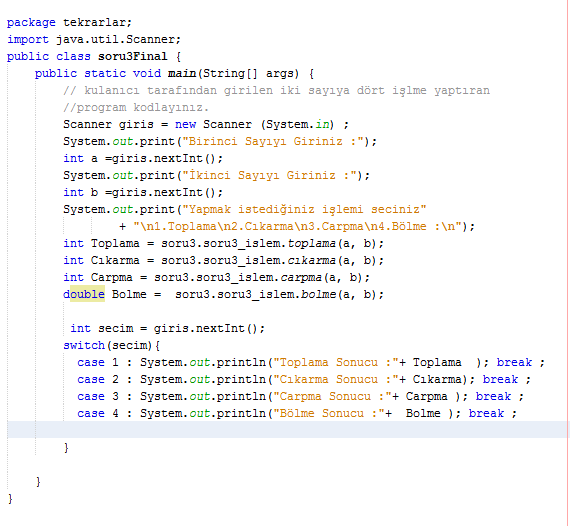 package tekrarlar;
import java.util.Scanner;
public class soru3Final {
public static void main(String[] args) {
// kulanıcı tarafından girilen iki sayıya dört işlme yaptıran
//program kodlayınız.
Scanner giris = new Scanner (System.in) ;
System.out.print("Birinci Sayıyı Giriniz :");
int a =giris.nextInt();
System.out.print("İkinci Sayıyı Giriniz :");
int b =giris.nextInt();
System.out.print("Yapmak istediğiniz işlemi seciniz"
+ "\n1.Toplama\n2.Cıkarma\n3.Carpma\n4.Bölme :\n");
int Toplama = soru3.soru3_islem.toplama(a, b);
int Cıkarma = soru3.soru3_islem.cıkarma(a, b);
int Carpma = soru3.soru3_islem.carpma(a, b);
double Bolme =  soru3.soru3_islem.bolme(a, b);
int secim = giris.nextInt();
switch(secim){
case 1 : System.out.println("Toplama Sonucu :"+ Toplama  ); break ;
case 2 : System.out.println("Cıkarma Sonucu :"+ Cıkarma); break ;
case 3 : System.out.println("Carpma Sonucu :"+ Carpma ); break ;
case 4 : System.out.println("Bölme Sonucu :"+  Bolme ); break ;
}
}
}